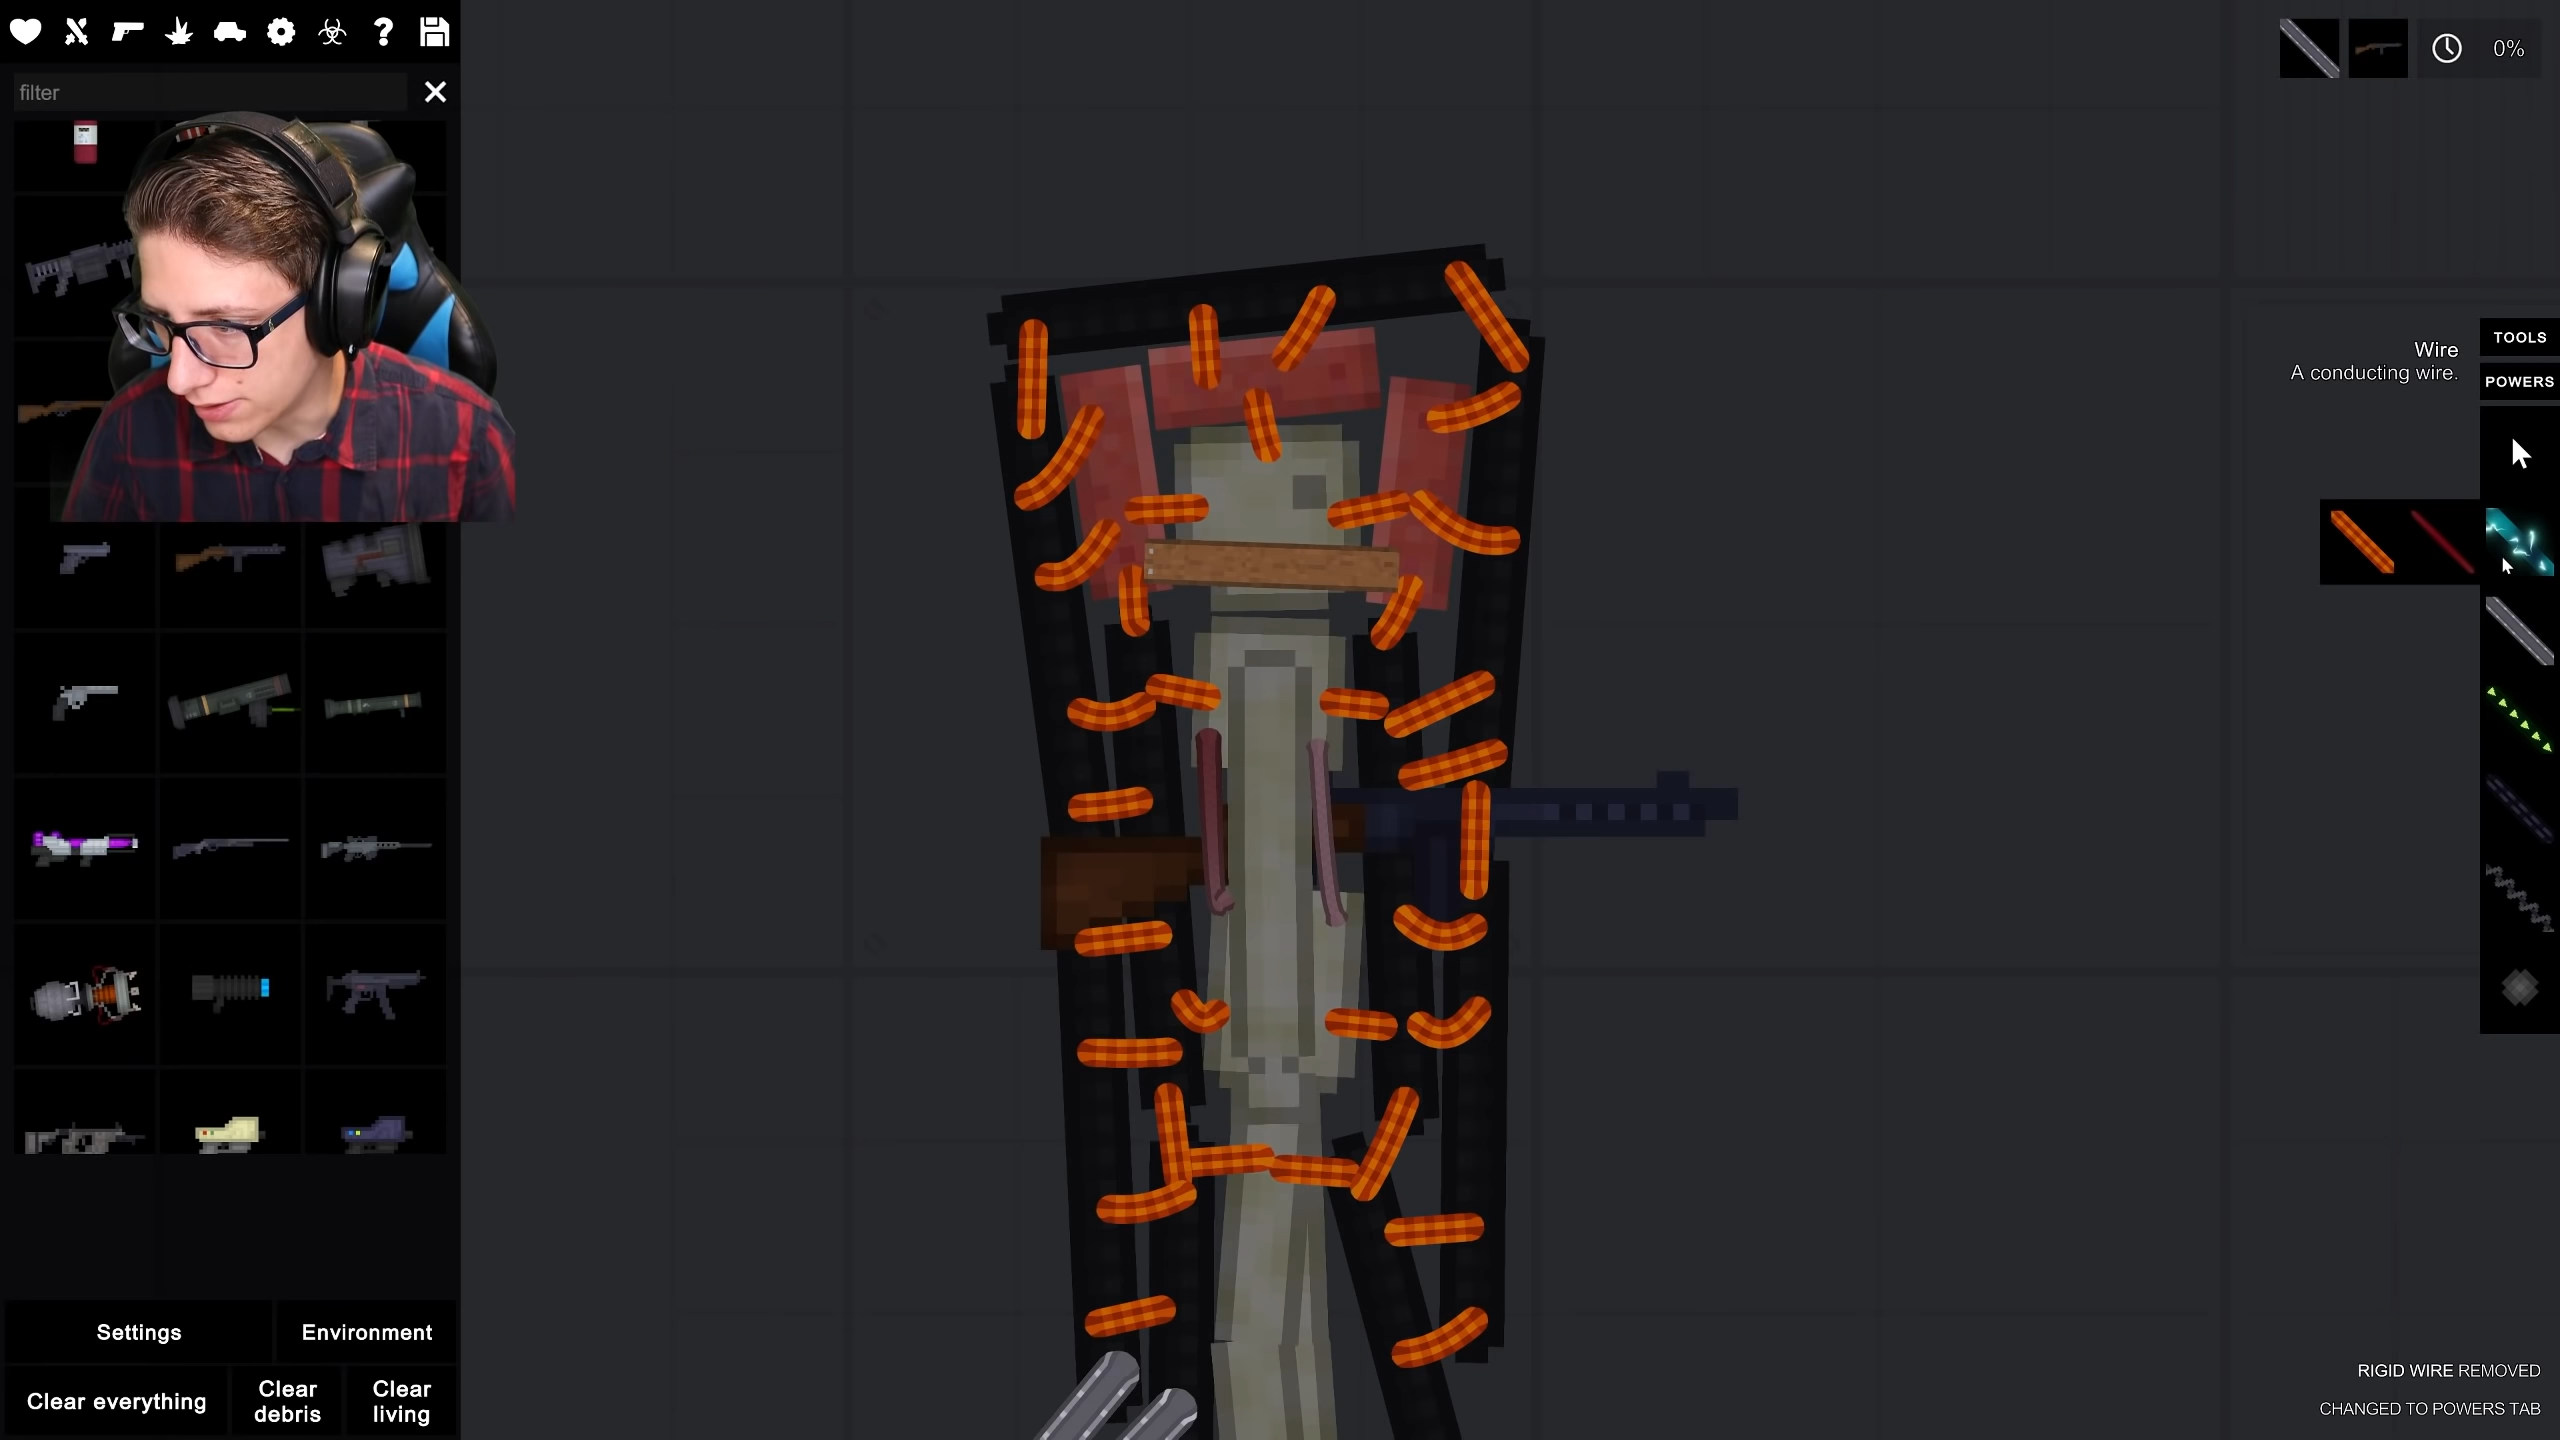 filter
0%
TOOLS
POWERS
Wire
A conducting wire.
Settings
Environment
Clear everything
Clear
debris
Clear
living
RIGID WIRE REMOVED
CHANGED TO POWERS TAB